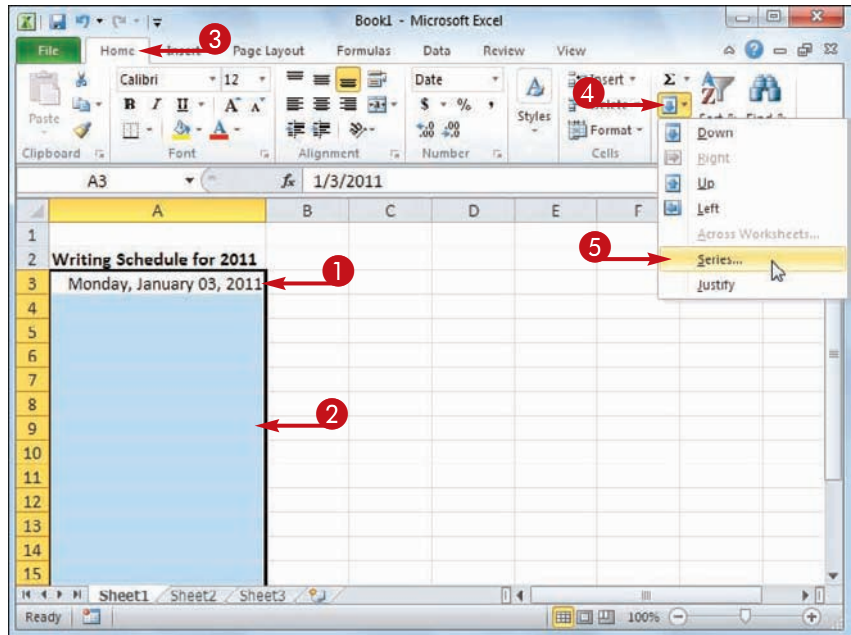 Book1 - Microsoft Excel
File Home Insert Page Layout Formulas Data Review View
3
Calibri 12 Date Insert Σ
4
Paste B I U A A $ % , Styles Delete
A Format
Clipboard Font Alignment Number Cells
A3 fx 1/3/2011
Down
Right
Up
Left
Across Worksheets...
Series...
Justify
5
A B C D E F
1
2 Writing Schedule for 2011
1
3 Monday, January 03, 2011
4
5
6
7
8
2
9
10
11
12
13
14
15
Sheet1 Sheet2 Sheet3
Ready 100%